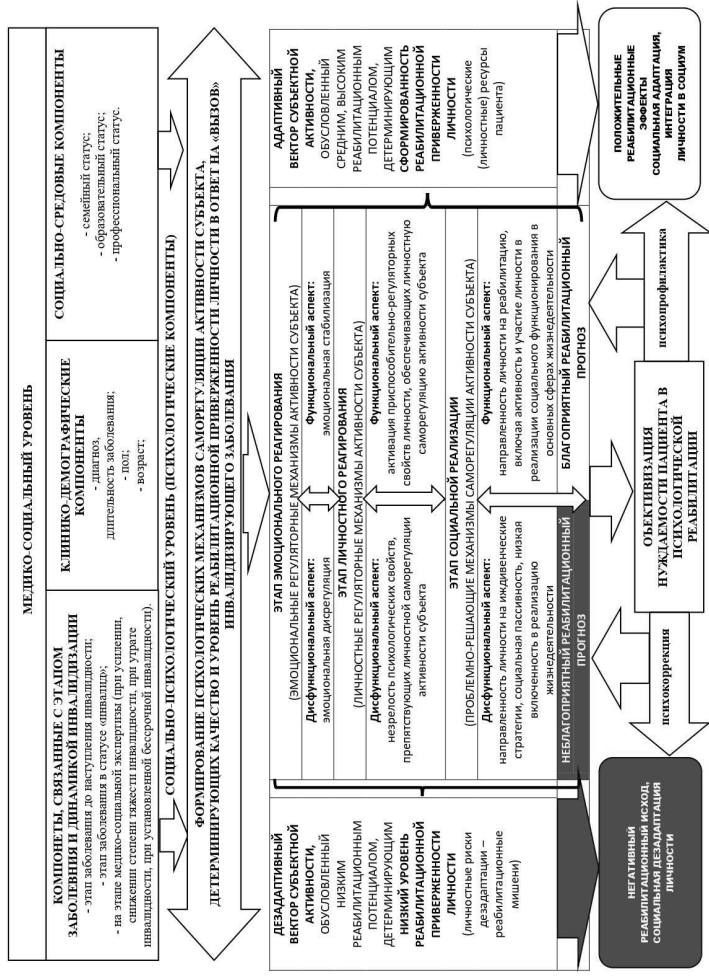 МЕДИКО-СОЦИАЛЬНЫЙ УРОВЕНЬ
КОМПОНЕТЫ, СВЯЗАННЫЕ С ЭТАПОМ
ЗАБОЛЕВНИЯ И ДИНАМИКОЙ ИНВАЛИДИЗАЦИИ
- этап заболевания до наступления инвалидности;
- этап заболевания в статусе «инвалид»;
- на этапе медико-социальной экспертизы (при усилении,
снижении степени тяжести инвалидности, при утрате
инвалидности, при установленной бессрочной инвалидности).
КЛИНИКО-ДЕМОГРАФИЧЕСКИЕ
КОМПОНЕНТЫ
- диагноз,
длительность заболевания;
- пол;
- возраст;
СОЦИАЛЬНО-СРЕДОВЫЕ КОМПОНЕНТЫ
- семейный статус;
- образовательный статус;
- профессиональный статус.
СОЦИАЛЬНО-ПСИХОЛОГИЧЕСКИЙ УРОВЕНЬ (ПСИХОЛОГИЧЕСКИЕ КОМПОНЕНТЫ)
ФОРМИРОВАНИЕ ПСИХОЛОГИЧЕСКИХ МЕХАНИЗМОВ САМОРЕГУЛЯЦИИ АКТИВНОСТИ СУБЪЕКТА,
ДЕТЕРМИНИРУЮЩИХ КАЧЕСТВО И УРОВЕНЬ РЕАБИЛИТАЦИОННОЙ ПРИВЕРЖЕННОСТИ ЛИЧНОСТИ В ОТВЕТ НА «ВЫЗОВ»
ИНВАЛИДИЗИРУЮЩЕГО ЗАБОЛЕВАНИЯ
ДЕЗАДАПТИВНЫЙ
ВЕКТОР СУБЪЕКТНОЙ
АКТИВНОСТИ,
ОБУСЛОВЛЕННЫЙ
НИЗКИМ
РЕАБИЛИТАЦИОННЫМ
ПОТЕНЦИАЛОМ,
ДЕТЕРМИНИРУЮЩИМ
НИЗКИЙ УРОВЕНЬ
РЕАБИЛИТАЦИОННОЙ
ПРИВЕРЖЕННОСТИ
ЛИЧНОСТИ
(личностные риски
дезадаптации –
реабилитационные
мишени)
ЭТАП ЭМОЦИОНАЛЬНОГО РЕАГИРОВАНИЯ
(ЭМОЦИОНАЛЬНЫЕ РЕГУЛЯТОРНЫЕ МЕХАНИЗМЫ АКТИВНОСТИ СУБЪЕКТА)
Дисфункциональный аспект:
эмоциональная дисрегуляция
Функциональный аспект:
эмоциональная стабилизация
ЭТАП ЛИЧНОСТНОГО РЕАГИРОВАНИЯ
(ЛИЧНОСТНЫЕ РЕГУЛЯТОРНЫЕ МЕХАНИЗМЫ АКТИВНОСТИ СУБЪЕКТА)
Дисфункциональный аспект:
незрелость психологических свойств,
препятствующих личностной саморегуляции
активности субъекта
Функциональный аспект:
активация приспособительно-регуляторных
свойств личности, обеспечивающих личностную
саморегуляцию активности субъекта
ЭТАП СОЦИАЛЬНОЙ РЕАЛИЗАЦИИ
(ПРОБЛЕМНО-РЕШАЮЩИЕ МЕХАНИЗМЫ САМОРЕГУЛЯЦИИ АКТИВНОСТИ СУБЪЕКТА)
Дисфункциональный аспект:
направленность личности на иждивенческие
стратегии, социальная пассивность, низкая
включенность в реализацию
жизнедеятельности
Функциональный аспект:
направленность личности на реабилитацию,
включая активность и участие личности в
реализации социального функционирования в
основных сферах жизнедеятельности
НЕБЛАГОПРИЯТНЫЙ РЕАБИЛИТАЦИОННЫЙ
ПРОГНОЗ
БЛАГОПРИЯТНЫЙ РЕАБИЛИТАЦИОННЫЙ
ПРОГНОЗ
АДАПТИВНЫЙ
ВЕКТОР СУБЪЕКТНОЙ
АКТИВНОСТИ,
ОБУСЛОВЛЕННЫЙ
СРЕДНИМ, ВЫСОКИМ
РЕАБИЛИТАЦИОННЫМ
ПОТЕНЦИАЛОМ,
ДЕТЕРМИНИРУЮЩИМ
СФОРМИРОВАННОСТЬ
РЕАБИЛИТАЦИОННОЙ
ПРИВЕРЖЕННОСТИ
ЛИЧНОСТИ
(психологические
(личностные) ресурсы
пациента)
НЕГАТИВНЫЙ
РЕАБИЛИТАЦИОННЫЙ ИСХОД,
СОЦИАЛЬНАЯ ДЕЗАДАПТАЦИЯ
ЛИЧНОСТИ
психокоррекция
ОБЪЕКТИВИЗАЦИЯ
НУЖДАЕМОСТИ ПАЦИЕНТА В
ПСИХОЛОГИЧЕСКОЙ
РЕАБИЛИТАЦИИ
психопрофилактика
ПОЛОЖИТЕЛЬНЫЕ
РЕАБИЛИТАЦИОННЫЕ
ЭФФЕКТЫ
СОЦИАЛЬНАЯ АДАПТАЦИЯ,
ИНТЕГРАЦИЯ
ЛИЧНОСТИ В СОЦИУМ